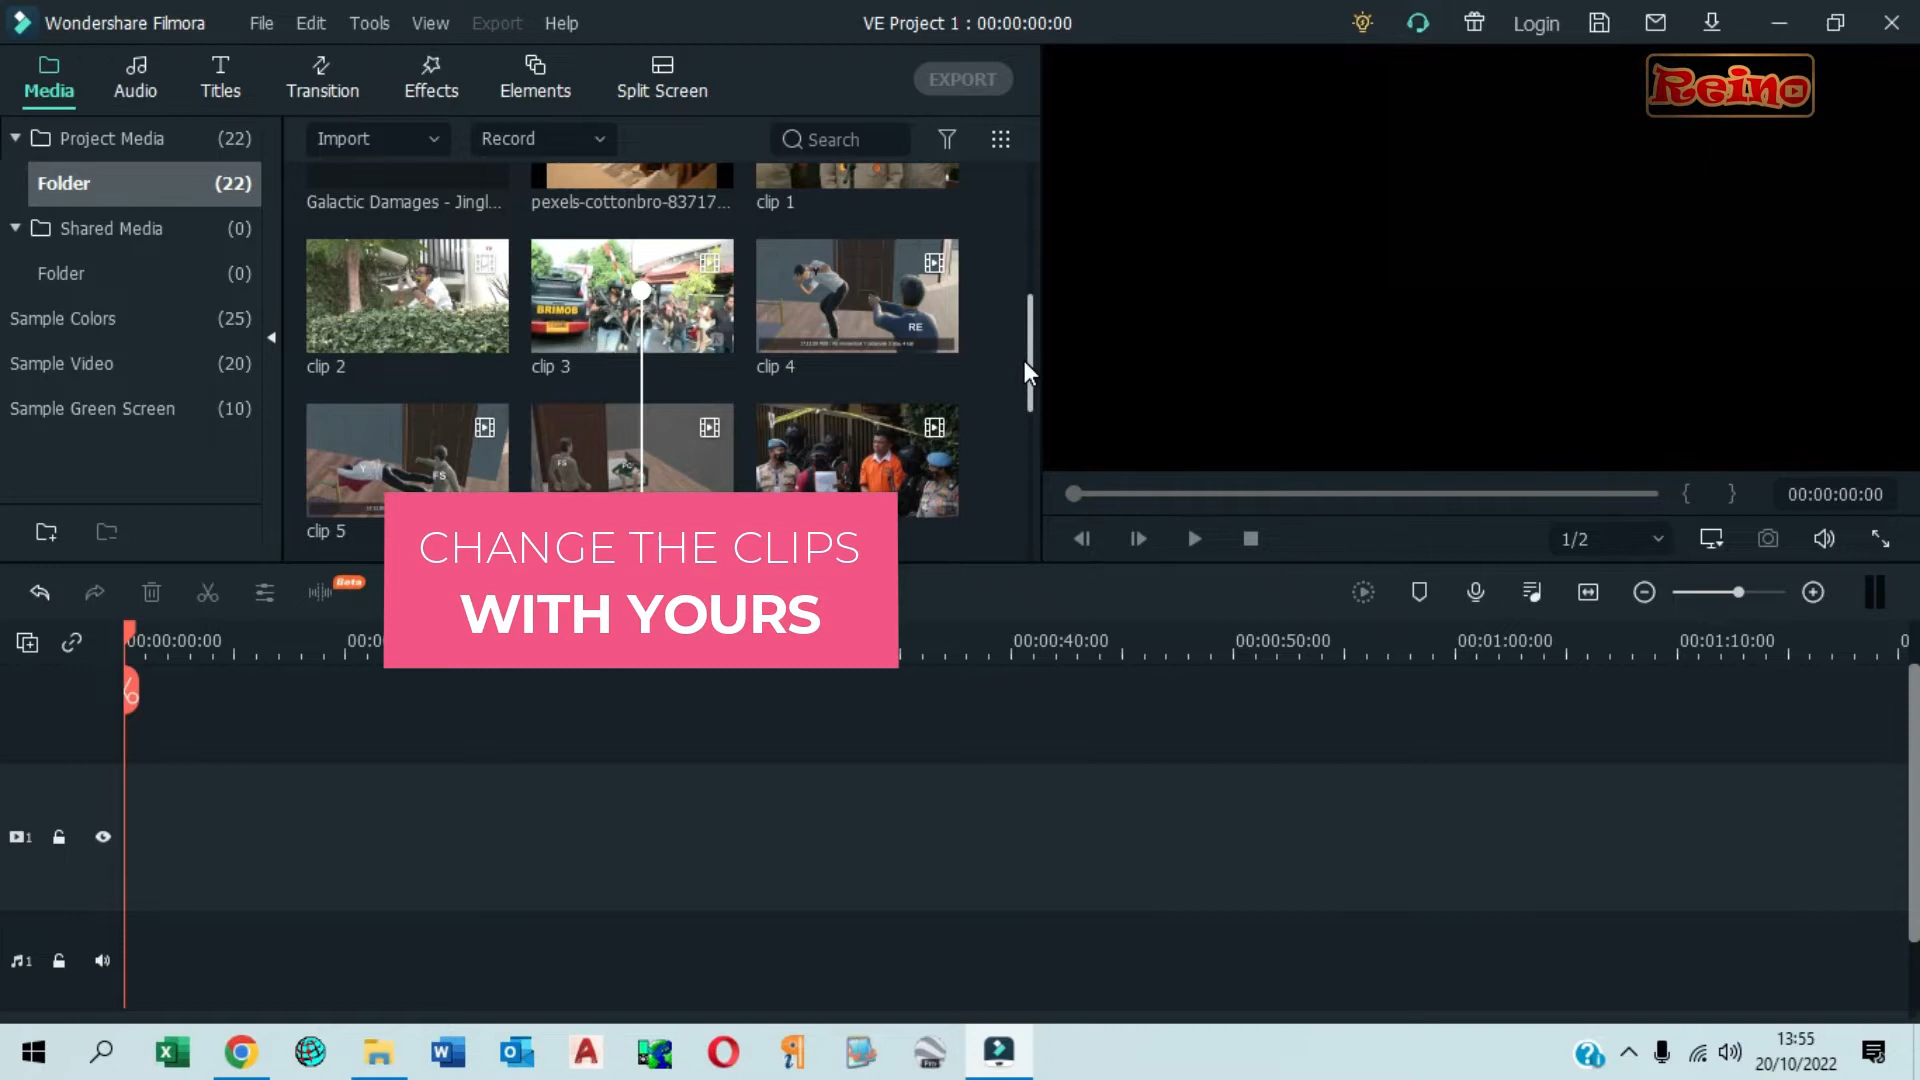 Wondershare Filmora
File
Edit
Tools
View
Export
Help
VE Project 1 : 00:00:00:00
Login
Media
Audio
Titles
Transition
Effects
Elements
Split Screen
EXPORT
Reino
Project Media (22)
Folder (22)
Shared Media (0)
Folder (0)
Sample Colors (25)
Sample Video (20)
Sample Green Screen (10)
Import
Record
Search
Galactic Damages - Jingl...
pexels-cottonbro-83717...
clip 1
BRIMOB
RE
clip 2
clip 3
clip 4
FS
FS
clip 5
CHANGE THE CLIPS
WITH YOURS
00:00:00:00
1/2
Beta
00:00:00:00
00:00:40:00
00:00:50:00
00:01:00:00
00:01:10:00
1
1
13:55
20/10/2022